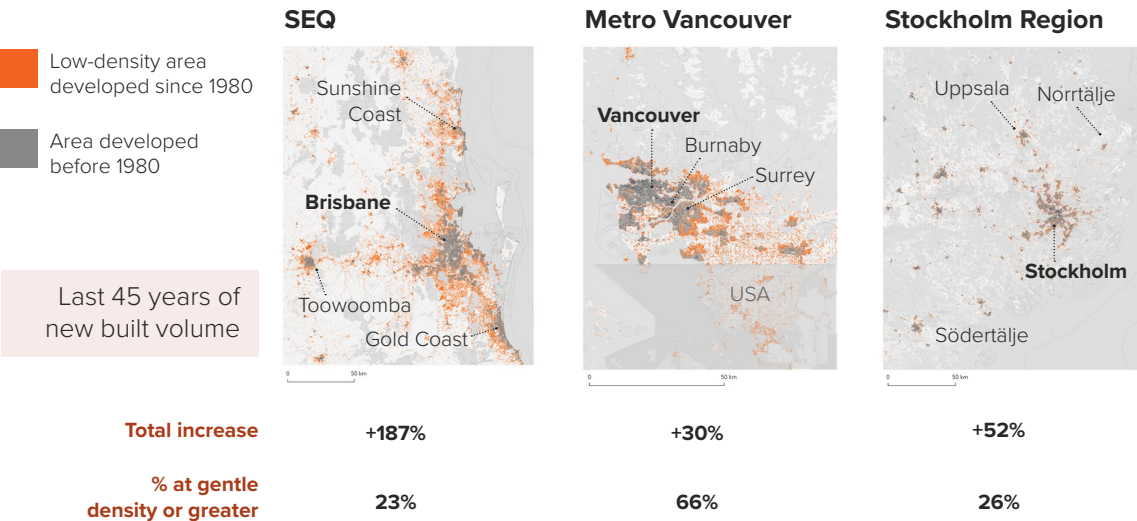 SEQ
Metro Vancouver
Stockholm Region
Low-density area
developed since 1980
Area developed
before 1980
Last 45 years of
new built volume
Sunshine
Coast
Brisbane
Toowoomba
Gold Coast
0 50 km
Vancouver
Burnaby
Surrey
USA
0 50 km
Uppsala
Norrtälje
Stockholm
Södertälje
0 50 km
Total increase
+187%
+30%
+52%
% at gentle
density or greater
23%
66%
26%